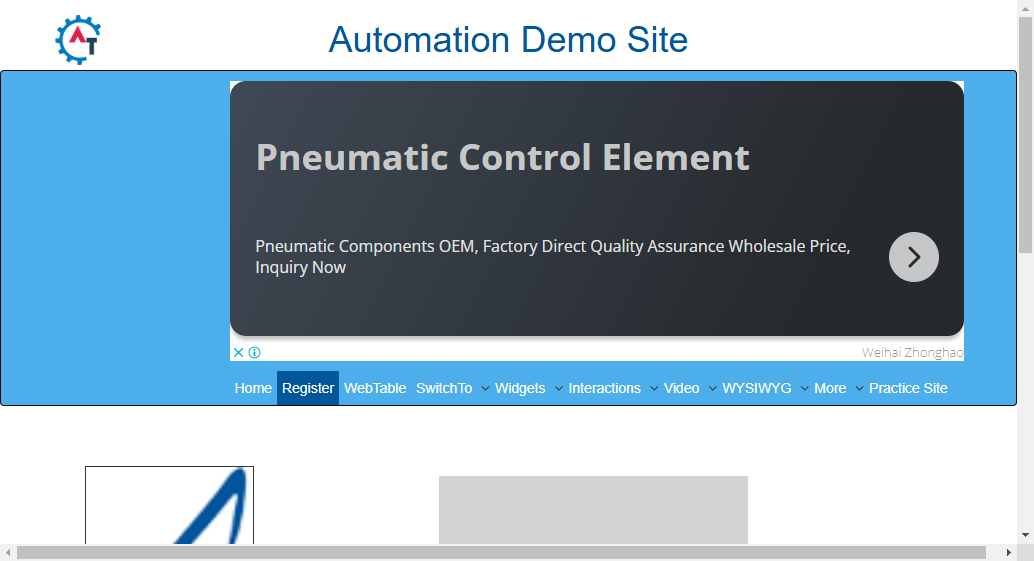 AT
Automation Demo Site
Pneumatic Control Element
Pneumatic Components OEM, Factory Direct Quality Assurance Wholesale Price,
Inquiry Now
Weihai Zhonghao
Home Register WebTable SwitchTo Widgets Interactions Video WYSIWYG More Practice Site